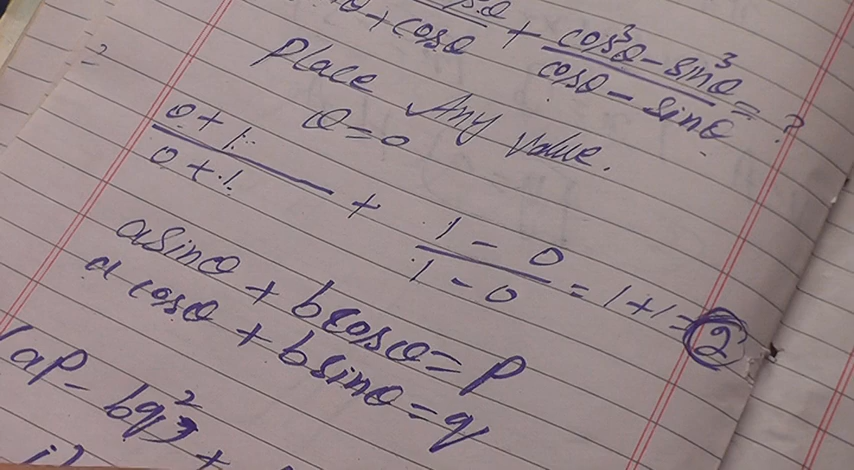 θ + cosθ + cos³θ - sin³θ / cosθ - sinθ = ?
Place Any value.
θ = 0
0 + 1 / 0 + 1 + 1 - 0 / 1 - 0 = 1 + 1 = 2
a sinθ + b cosθ = p
a cosθ + b sinθ = q
(aP - bq)² +